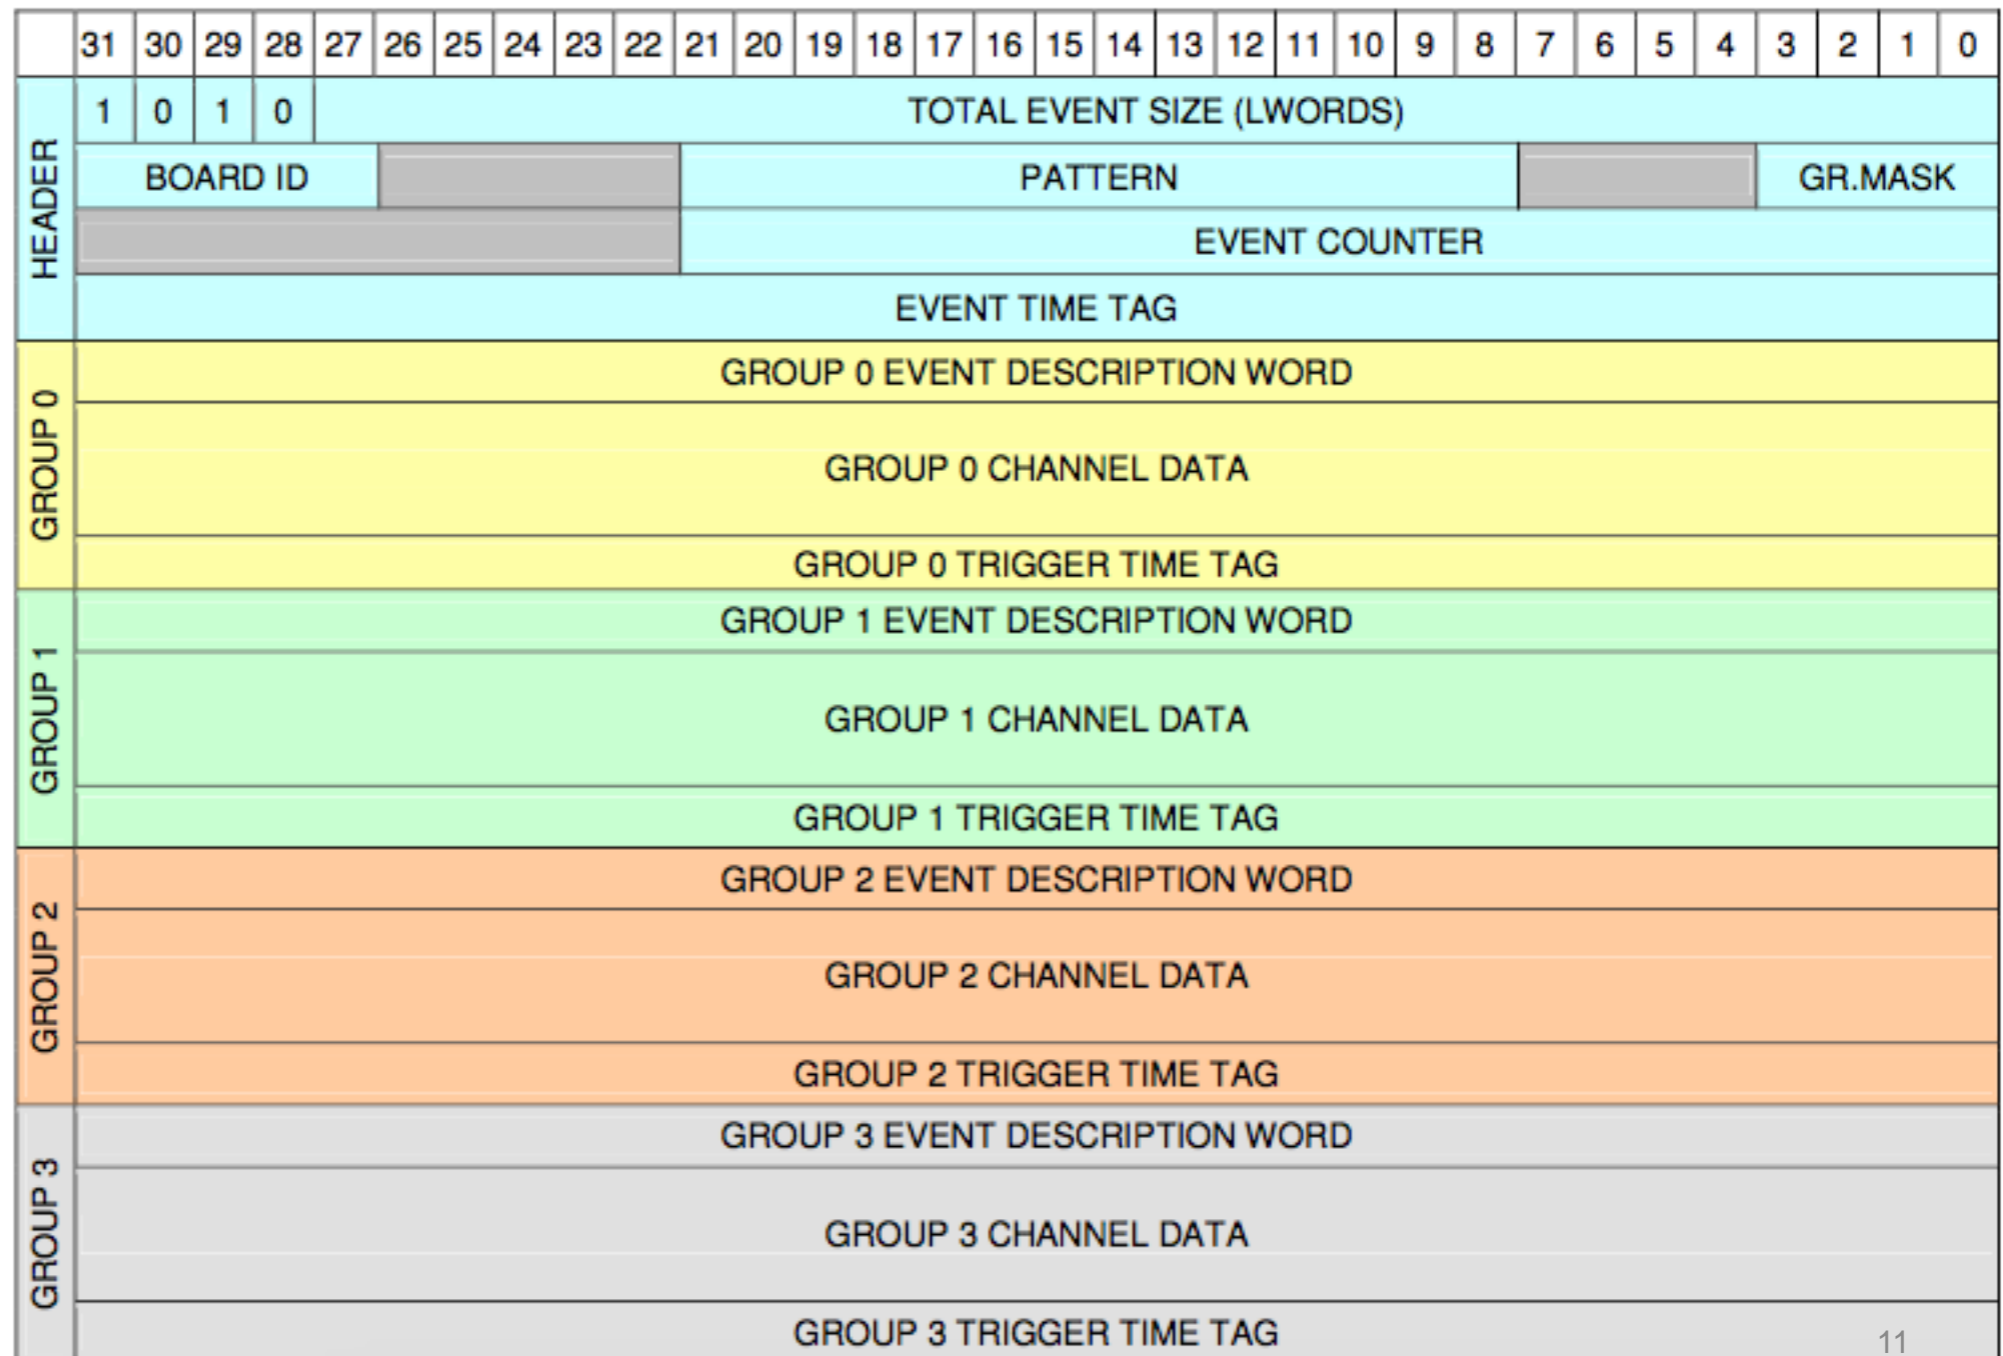 31 30 29 28 27 26 25 24 23 22 21 20 19 18 17 16 15 14 13 12 11 10 9 8 7 6 5 4 3 2 1 0
HEADER
1 0 1 0 TOTAL EVENT SIZE (LWORDS)
BOARD ID PATTERN GR.MASK
EVENT COUNTER
EVENT TIME TAG
GROUP 0
GROUP 0 EVENT DESCRIPTION WORD
GROUP 0 CHANNEL DATA
GROUP 0 TRIGGER TIME TAG
GROUP 1
GROUP 1 EVENT DESCRIPTION WORD
GROUP 1 CHANNEL DATA
GROUP 1 TRIGGER TIME TAG
GROUP 2
GROUP 2 EVENT DESCRIPTION WORD
GROUP 2 CHANNEL DATA
GROUP 2 TRIGGER TIME TAG
GROUP 3
GROUP 3 EVENT DESCRIPTION WORD
GROUP 3 CHANNEL DATA
GROUP 3 TRIGGER TIME TAG
11